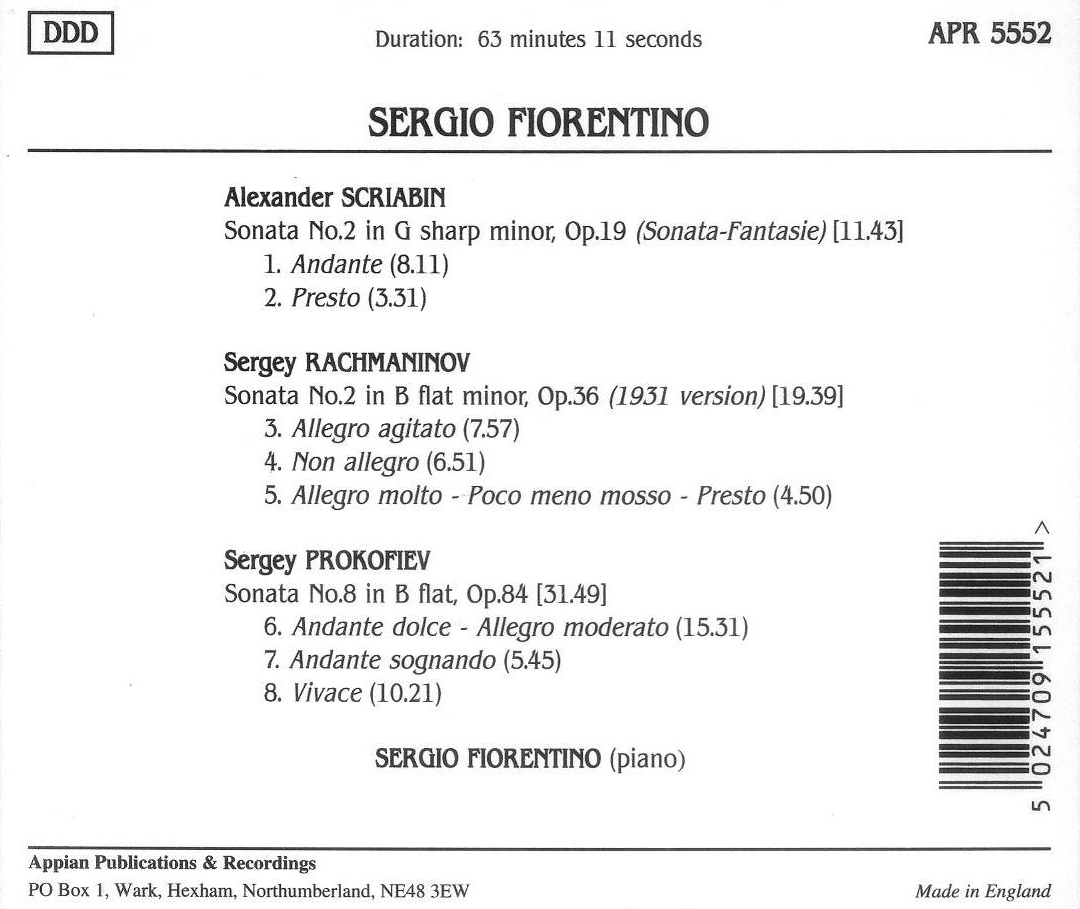 DDD
Duration: 63 minutes 11 seconds
APR 5552
SERGIO FIORENTINO
Alexander SCRIABIN
Sonata No.2 in G sharp minor, Op.19 (Sonata-Fantasie) [11.43]
1. Andante (8.11)
2. Presto (3.31)
Sergey RACHMANINOV
Sonata No.2 in B flat minor, Op.36 (1931 version) [19.39]
3. Allegro agitato (7.57)
4. Non allegro (6.51)
5. Allegro molto - Poco meno mosso - Presto (4.50)
Sergey PROKOFIEV
Sonata No.8 in B flat, Op.84 [31.49]
6. Andante dolce - Allegro moderato (15.31)
7. Andante sognando (5.45)
8. Vivace (10.21)
SERGIO FIORENTINO (piano)
5 024709 155521 >
Appian Publications & Recordings
PO Box 1, Wark, Hexham, Northumberland, NE48 3EW
Made in England